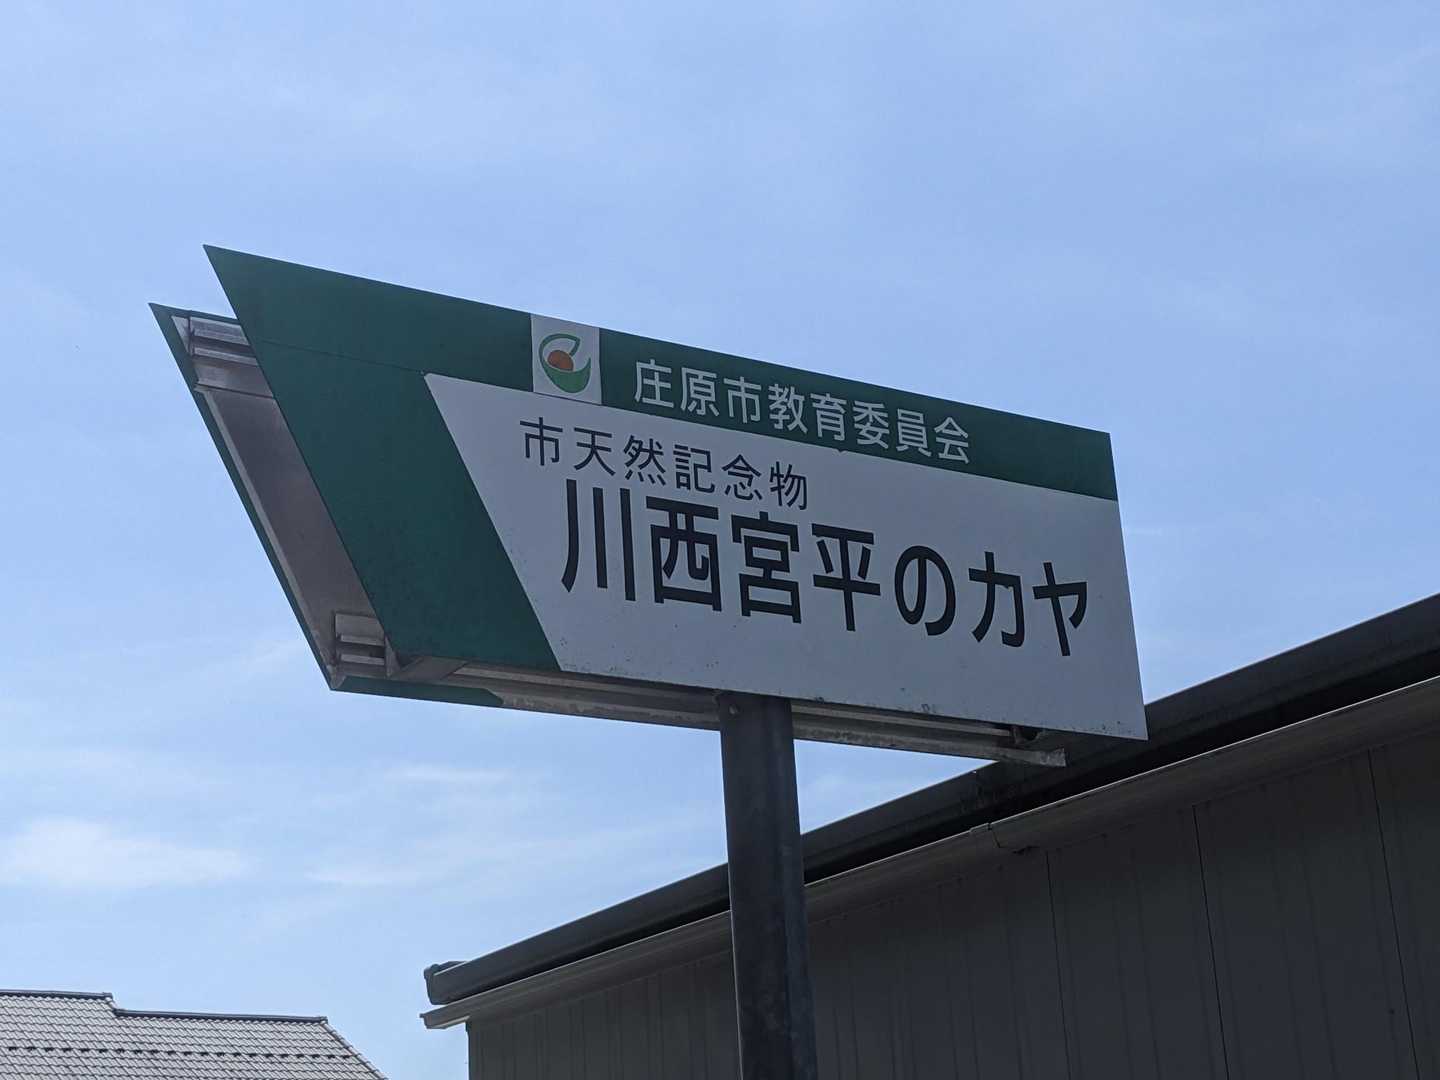 庄原市教育委員会
市天然記念物
川西宮平のカヤ